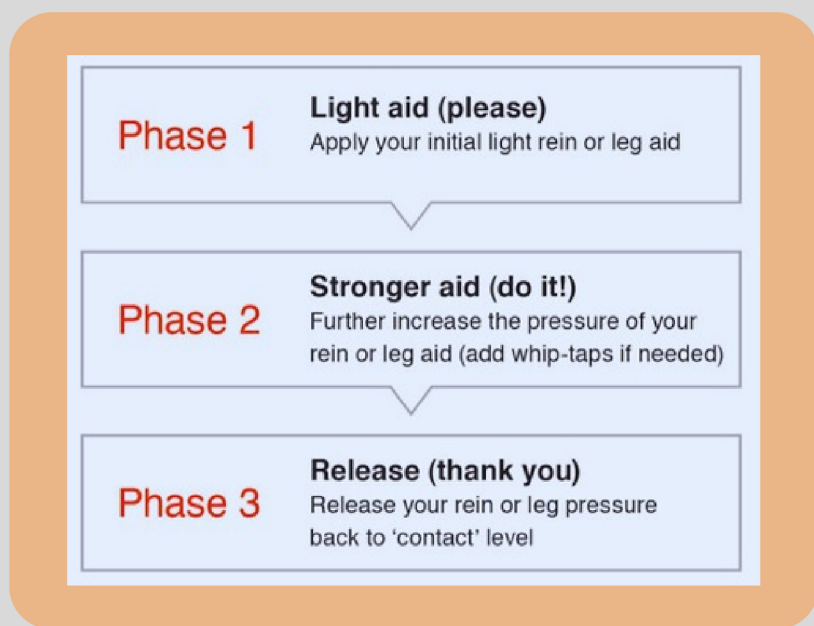 Phase 1
Light aid (please)
Apply your initial light rein or leg aid
Phase 2
Stronger aid (do it!)
Further increase the pressure of your
rein or leg aid (add whip-taps if needed)
Phase 3
Release (thank you)
Release your rein or leg pressure
back to ‘contact’ level